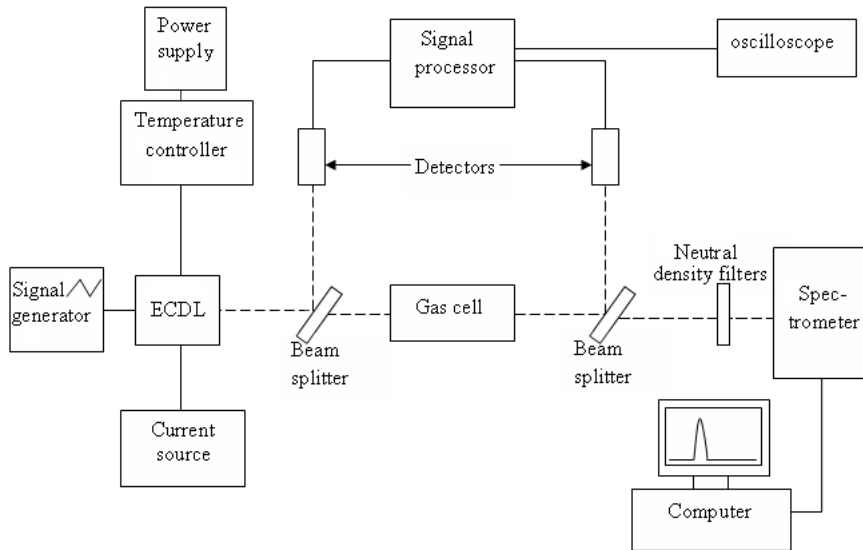 Power
supply
Signal
processor
oscilloscope
Temperature
controller
Detectors
Neutral
density filters
Signal
generator
ECDL
Gas cell
Spec-
trometer
Beam
splitter
Beam
splitter
Current
source
Computer